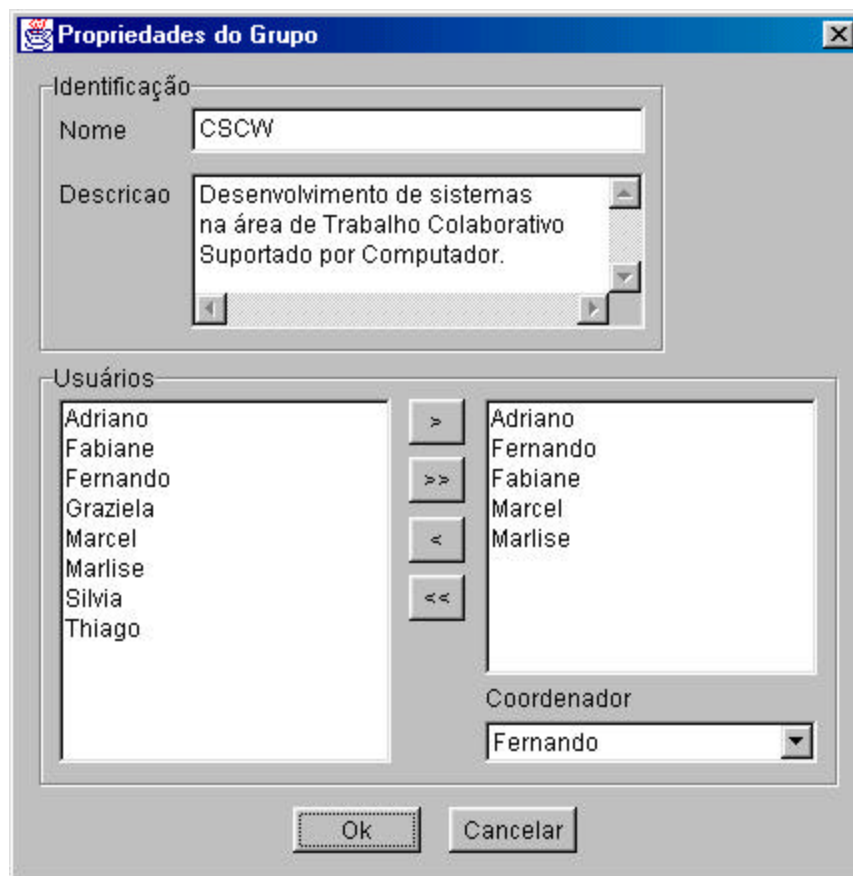 Propriedades do Grupo
Identificação
Nome
CSCW
Descricao
Desenvolvimento de sistemas
na área de Trabalho Colaborativo
Suportado por Computador.
Usuários
Adriano
Fabiane
Fernando
Graziela
Marcel
Marlise
Silvia
Thiago
>
>>
<
<<
Adriano
Fernando
Fabiane
Marcel
Marlise
Coordenador
Fernando
Ok
Cancelar